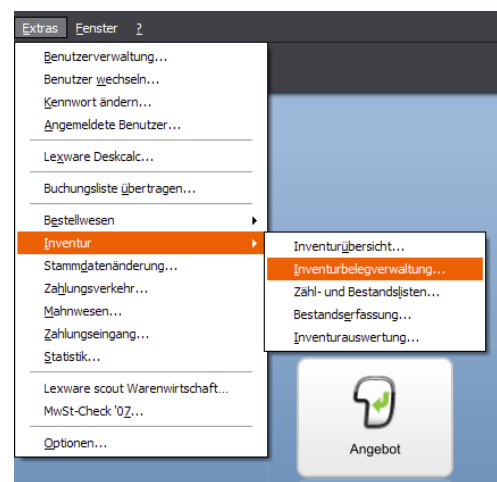 Extras Fenster ?
Benutzerverwaltung...
Benutzer wechseln...
Kennwort ändern...
Angemeldete Benutzer...
Lexware Deskcalc...
Buchungsliste übertragen...
Bestellwesen
Inventur
Stammdatenänderung...
Zahlungsverkehr...
Mahnwesen...
Zahlungseingang...
Statistik...
Lexware scout Warenwirtschaft...
MwSt-Check '07...
Optionen...
Inventurübersicht...
Inventurbelegverwaltung...
Zähl- und Bestandslisten...
Bestandserfassung...
Inventurauswertung...
Angebot